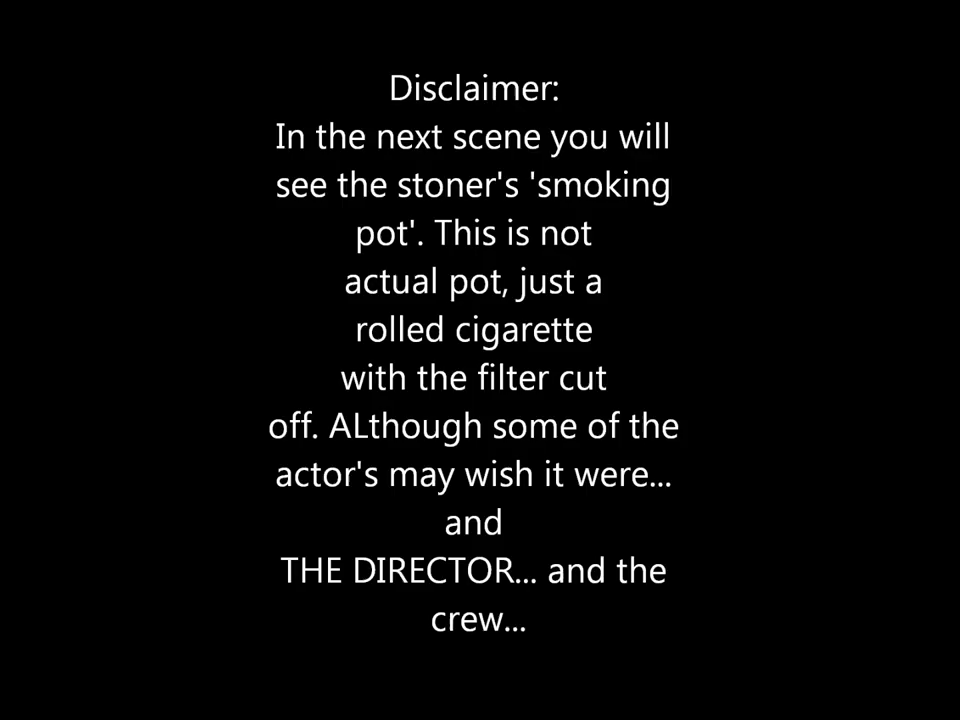 Disclaimer:
In the next scene you will
see the stoner's 'smoking
pot'. This is not
actual pot, just a
rolled cigarette
with the filter cut
off. ALthough some of the
actor's may wish it were...
and
THE DIRECTOR... and the
crew...